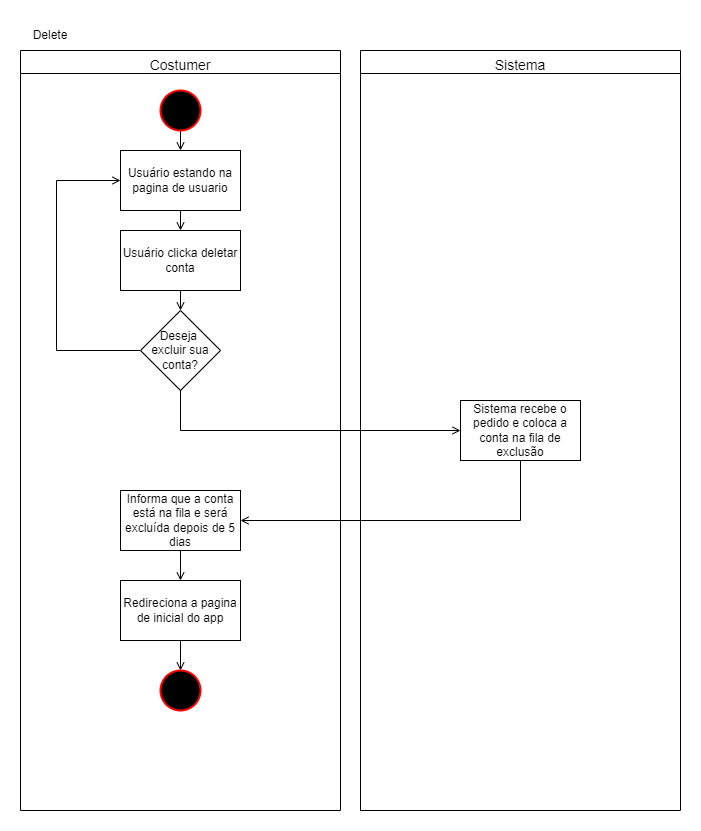 Delete
Costumer
Sistema
Usuário estando na
pagina de usuario
Usuário clicka deletar
conta
Deseja
excluir sua
conta?
Sistema recebe o
pedido e coloca a
conta na fila de
exclusão
Informa que a conta
está na fila e será
excluída depois de 5
dias
Redireciona a pagina
de inicial do app